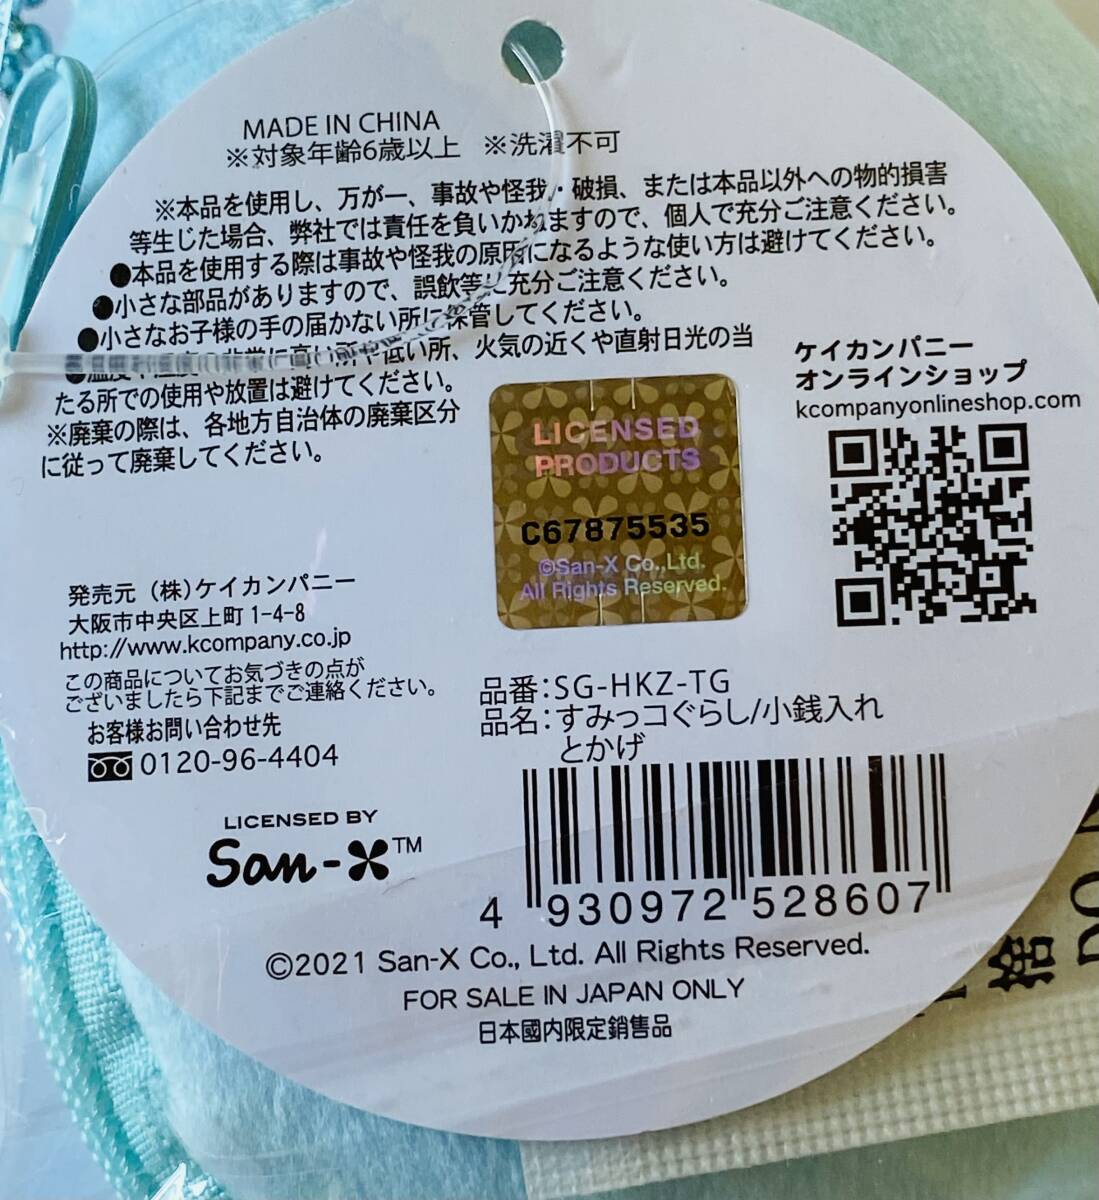 MADE IN CHINA
※対象年齢6歳以上 ※洗濯不可
※本品を使用し、万が一、事故や怪我・破損、または本品以外への物的損害
等生じた場合、弊社では責任を負いかねますので、個人で充分ご注意ください。
●本品を使用する際は事故や怪我の原因になるような使い方は避けてください。
●小さな部品がありますので、誤飲等に充分ご注意ください。
●小さなお子様の手の届かない所に保管してください。
●温度や湿度の非常に高い所や低い所、火気の近くや直射日光の当
たる所での使用や放置は避けてください。
※廃棄の際は、各地方自治体の廃棄区分
に従って廃棄してください。
ケイカンパニー
オンラインショップ
kcompanyonlineshop.com
LICENSED
PRODUCTS
C67875535
©San-X Co.,Ltd.
All Rights Reserved.
発売元 (株)ケイカンパニー
大阪市中央区上町1-4-8
http://www.kcompany.co.jp
この商品についてお気づきの点が
ございましたら下記までご連絡ください。
お客様お問い合わせ先
0120-96-4404
品番:SG-HKZ-TG
品名:すみっコぐらし/小銭入れ
とかげ
LICENSED BY
San-X™
4 930972 528607
©2021 San-X Co., Ltd. All Rights Reserved.
FOR SALE IN JAPAN ONLY
日本國内限定銷售品